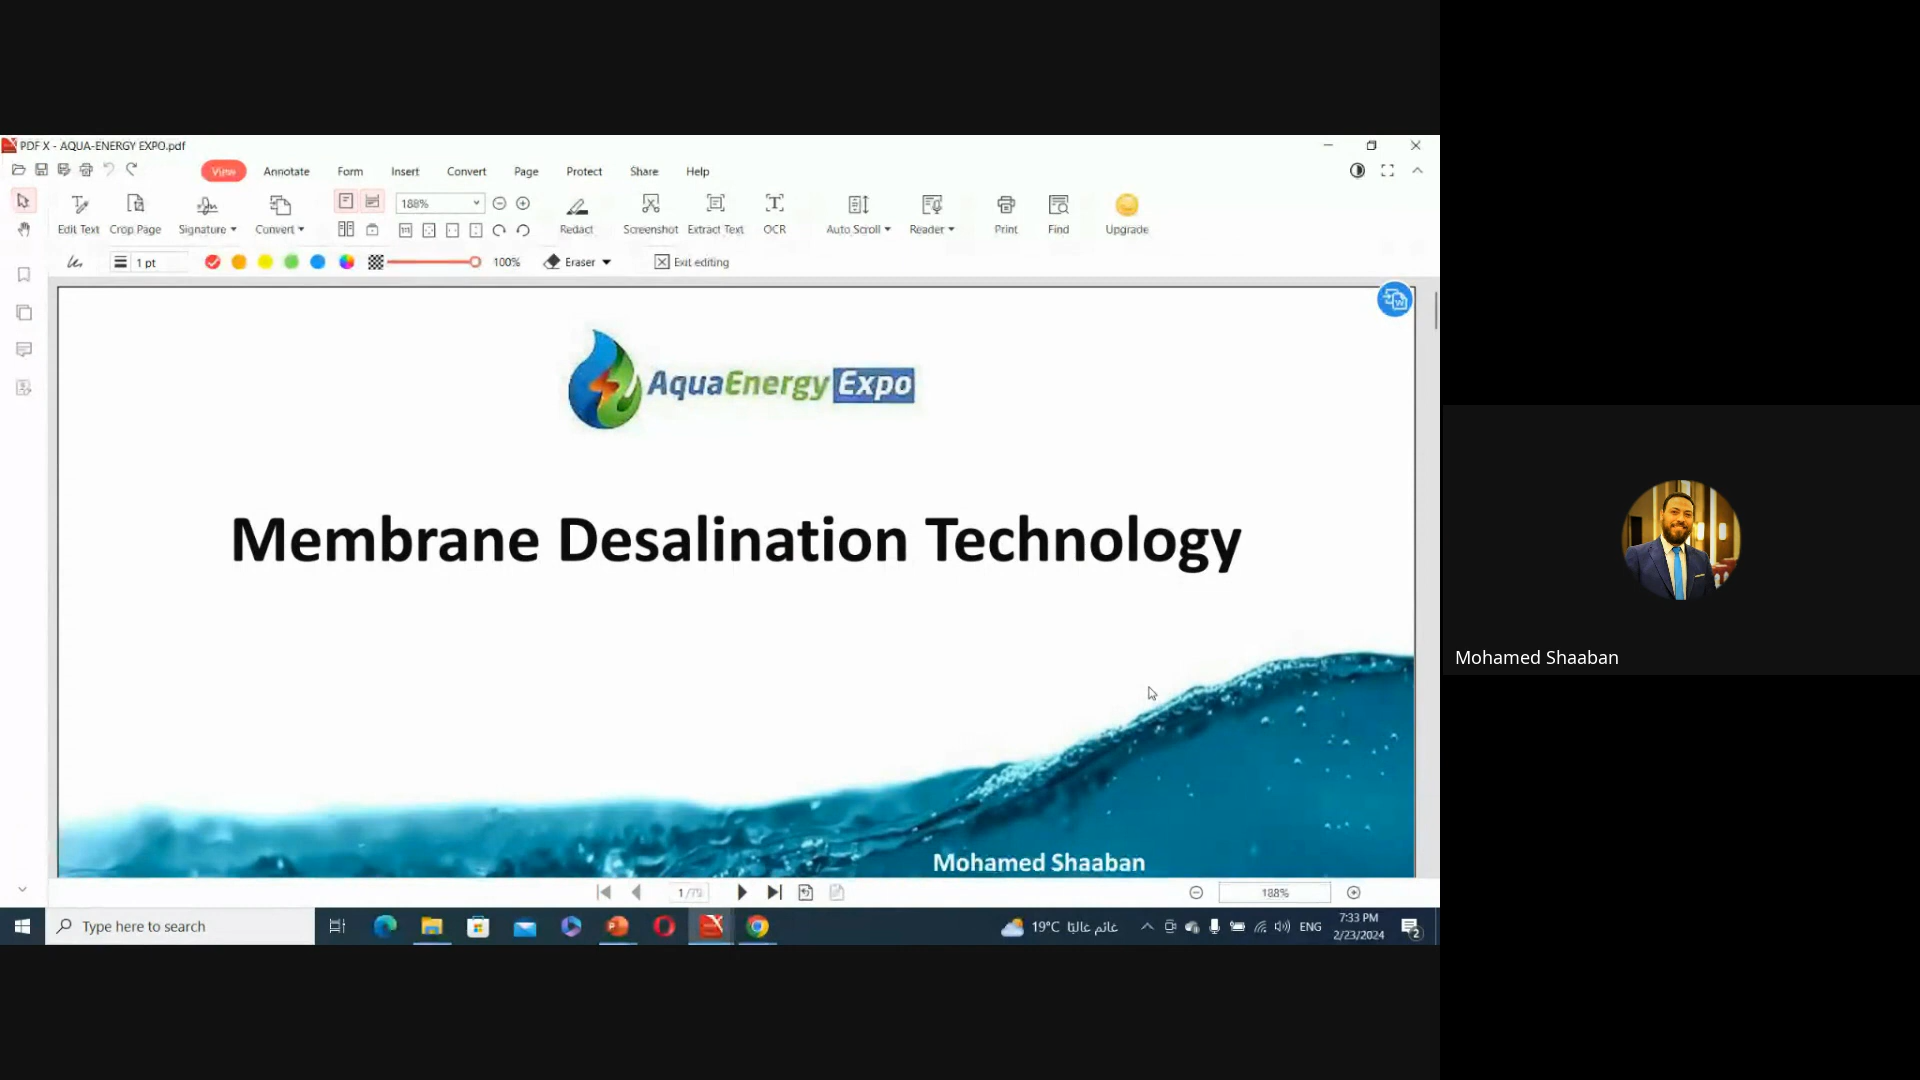 PDF X - AQUA-ENERGY EXPO.pdf
View Annotate Form Insert Convert Page Protect Share Help
188%
Edit Text Crop Page Signature Convert Redact Screenshot Extract Text OCR Auto Scroll Reader Print Find Upgrade
1 pt 100% Eraser Exit editing
AquaEnergy Expo
Membrane Desalination Technology
Mohamed Shaaban
Mohamed Shaaban
188%
Type here to search
19°C غائم غالبًا
ENG
7:33 PM
2/23/2024
2